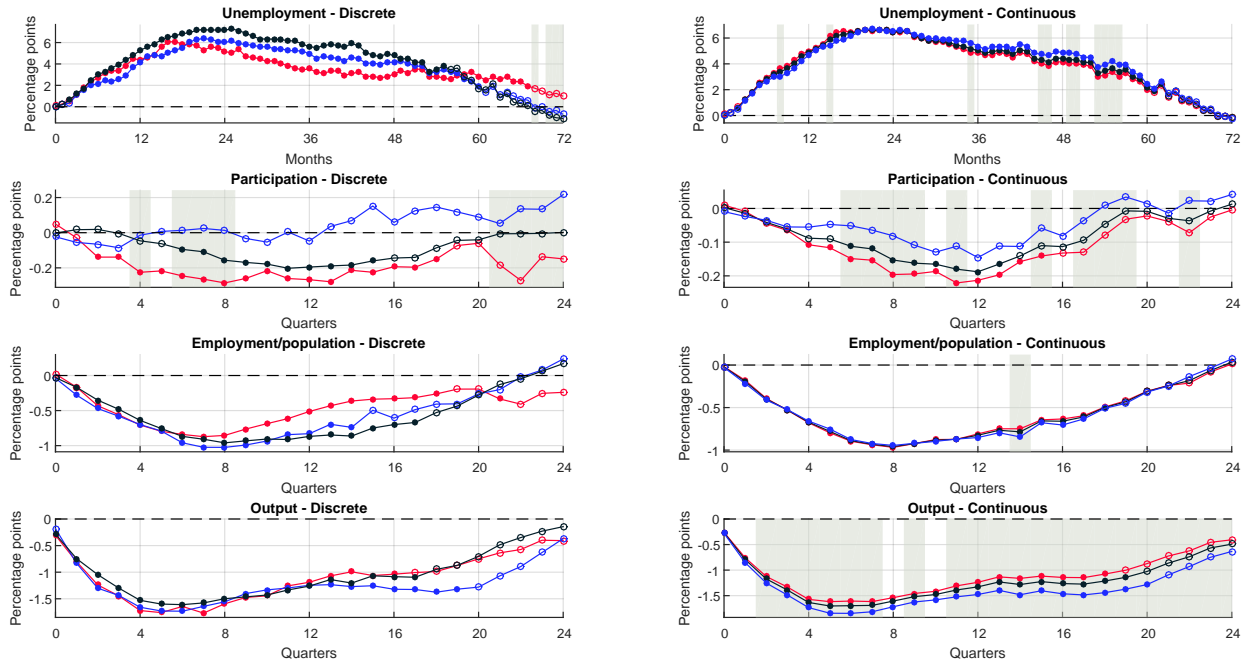 Unemployment - Discrete
Percentage points
6
4
2
0
0 12 24 36 48 60 72
Months
Unemployment - Continuous
Percentage points
6
4
2
0
0 12 24 36 48 60 72
Months
Participation - Discrete
Percentage points
0.2
0
-0.2
0 4 8 12 16 20 24
Quarters
Participation - Continuous
Percentage points
0
-0.1
-0.2
0 4 8 12 16 20 24
Quarters
Employment/population - Discrete
Percentage points
0
-0.5
-1
0 4 8 12 16 20 24
Quarters
Employment/population - Continuous
Percentage points
0
-0.5
-1
0 4 8 12 16 20 24
Quarters
Output - Discrete
Percentage points
0
-0.5
-1
-1.5
0 4 8 12 16 20 24
Quarters
Output - Continuous
Percentage points
0
-0.5
-1
-1.5
0 4 8 12 16 20 24
Quarters